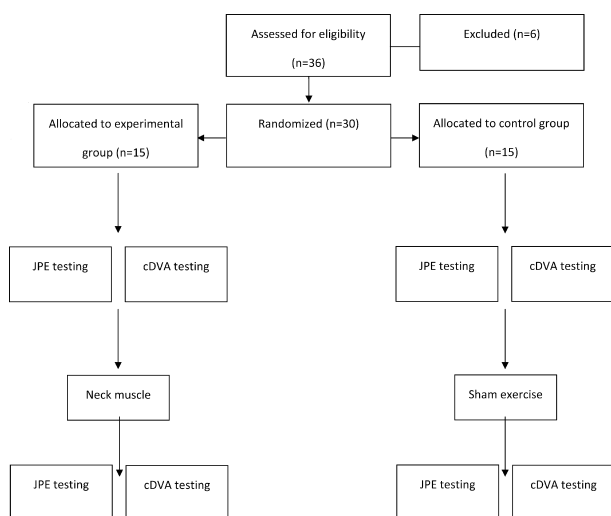 Assessed for eligibility
(n=36)
Excluded (n=6)
Allocated to experimental
group (n=15)
Randomized (n=30)
Allocated to control group
(n=15)
JPE testing
cDVA testing
JPE testing
cDVA testing
Neck muscle
Sham exercise
JPE testing
cDVA testing
JPE testing
cDVA testing